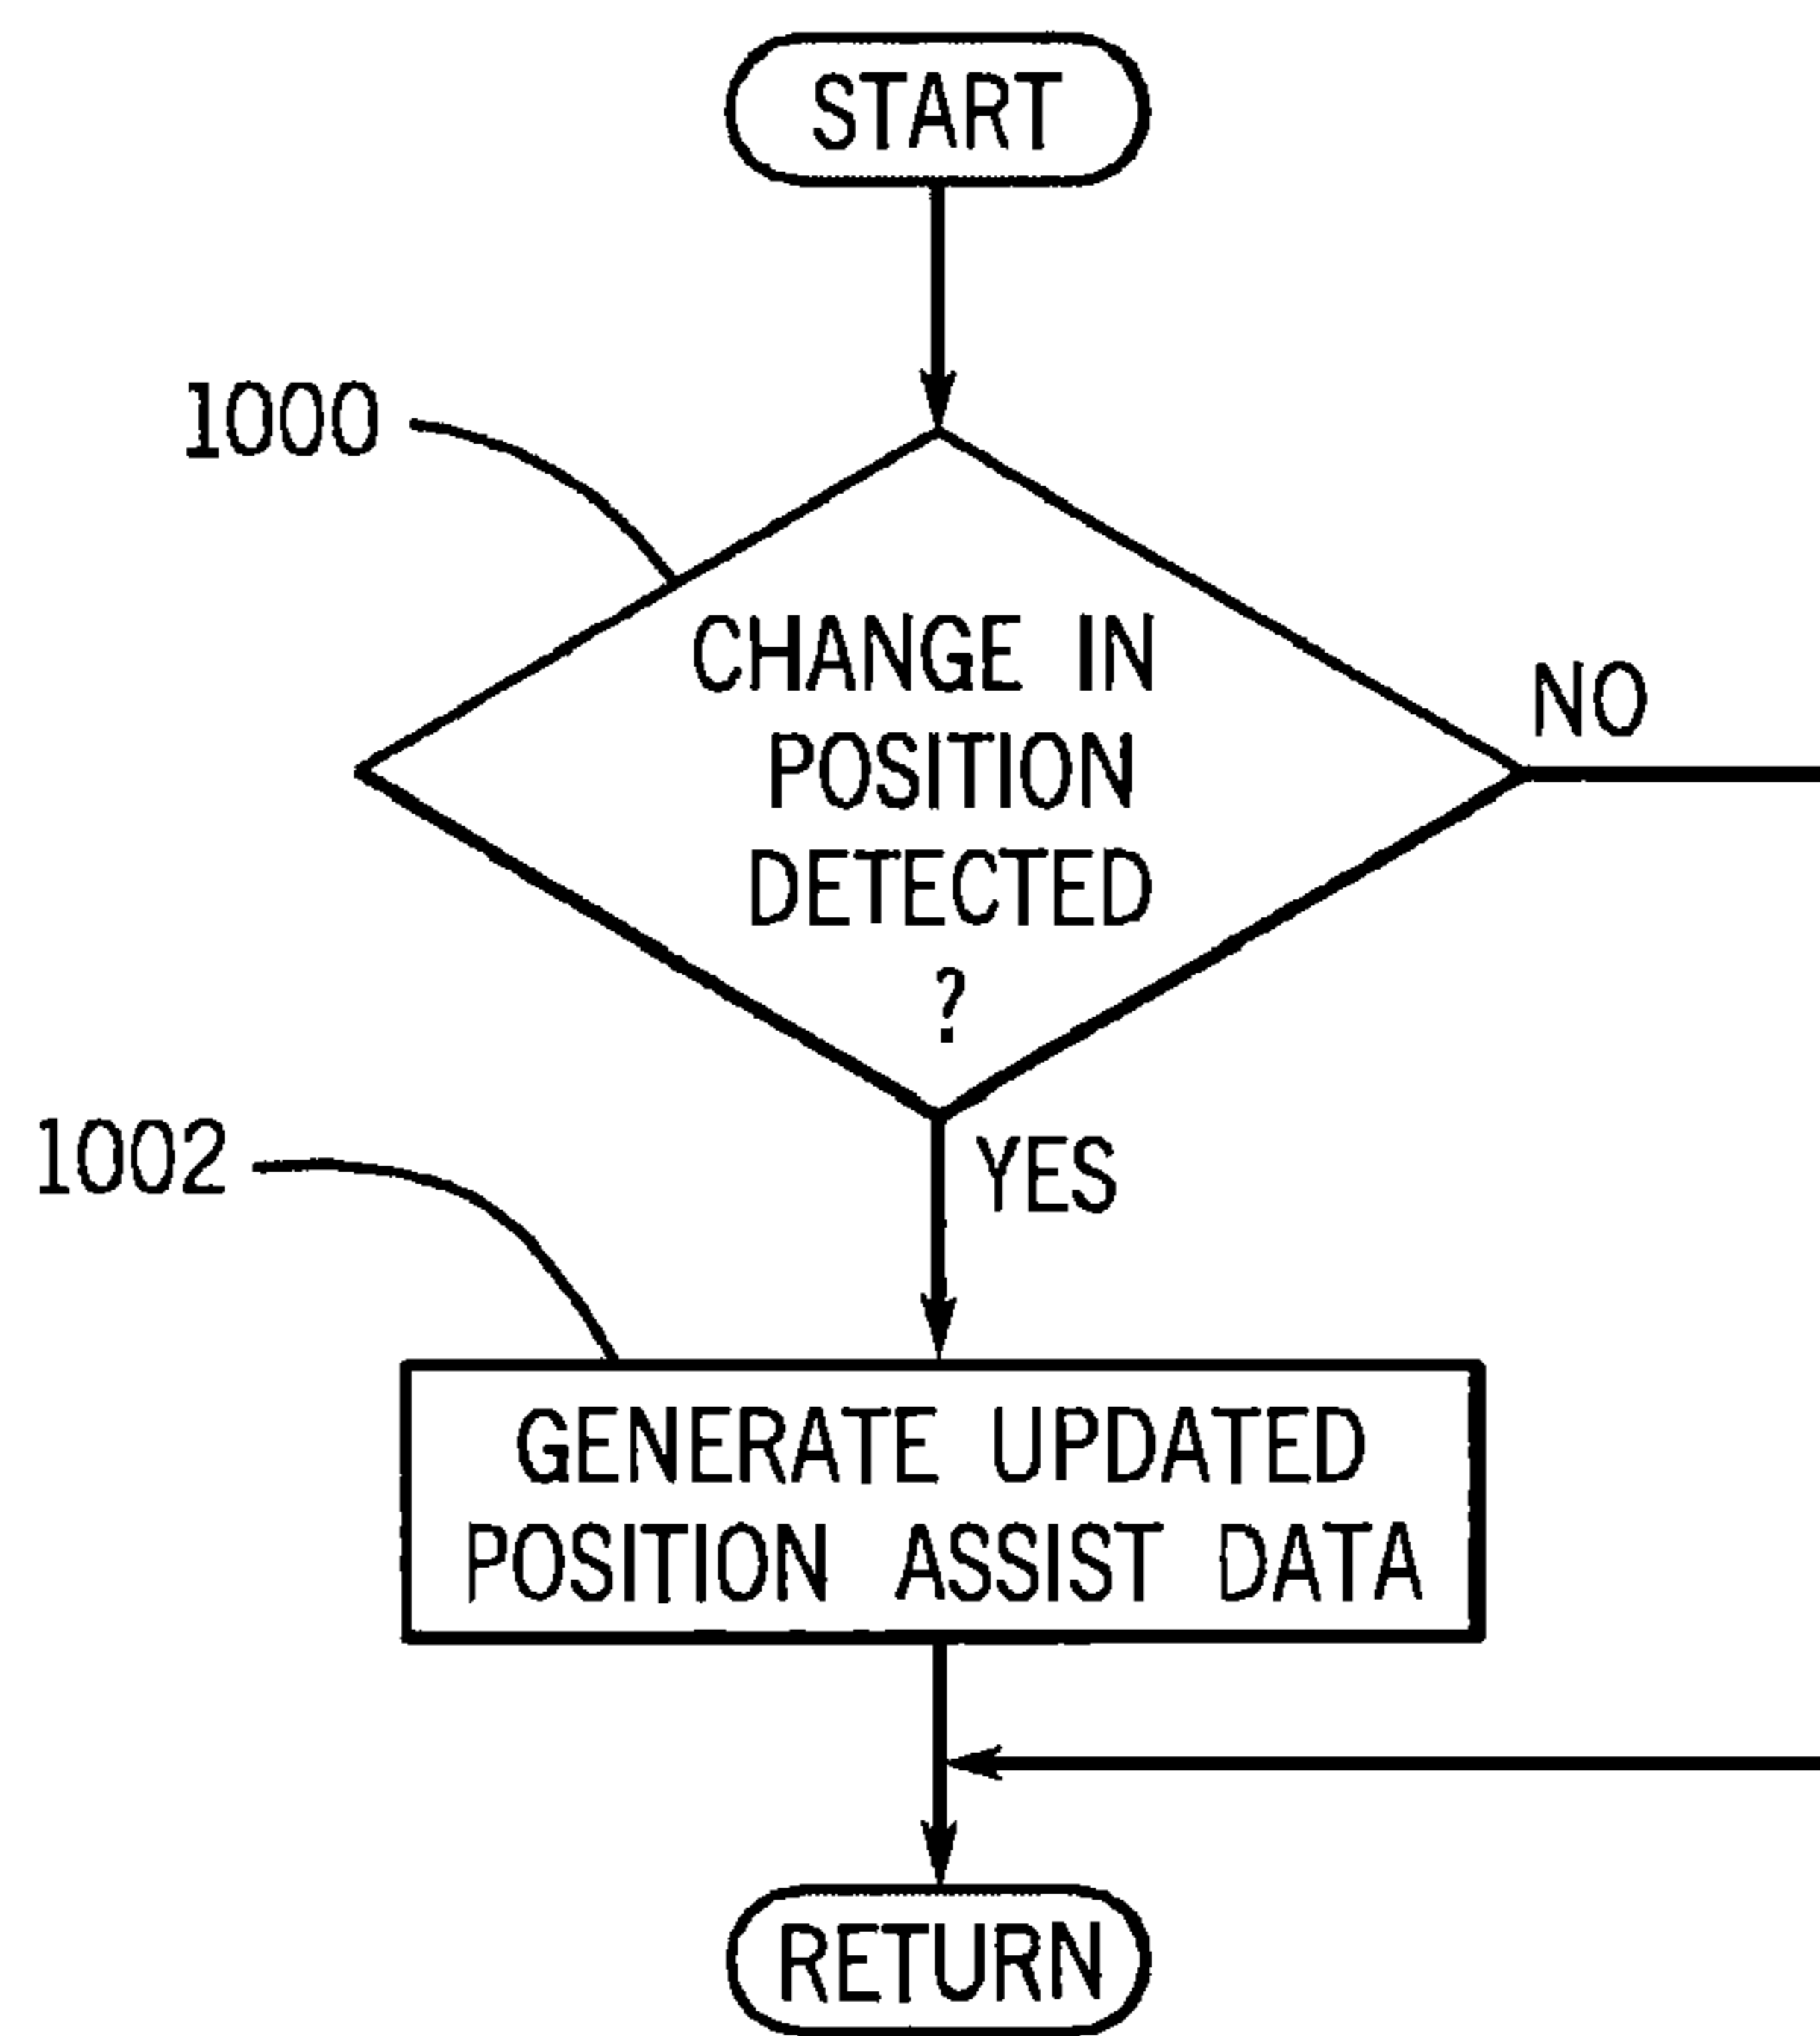 START
1000
CHANGE IN
POSITION
DETECTED
?
NO
1002
YES
GENERATE UPDATED
POSITION ASSIST DATA
RETURN